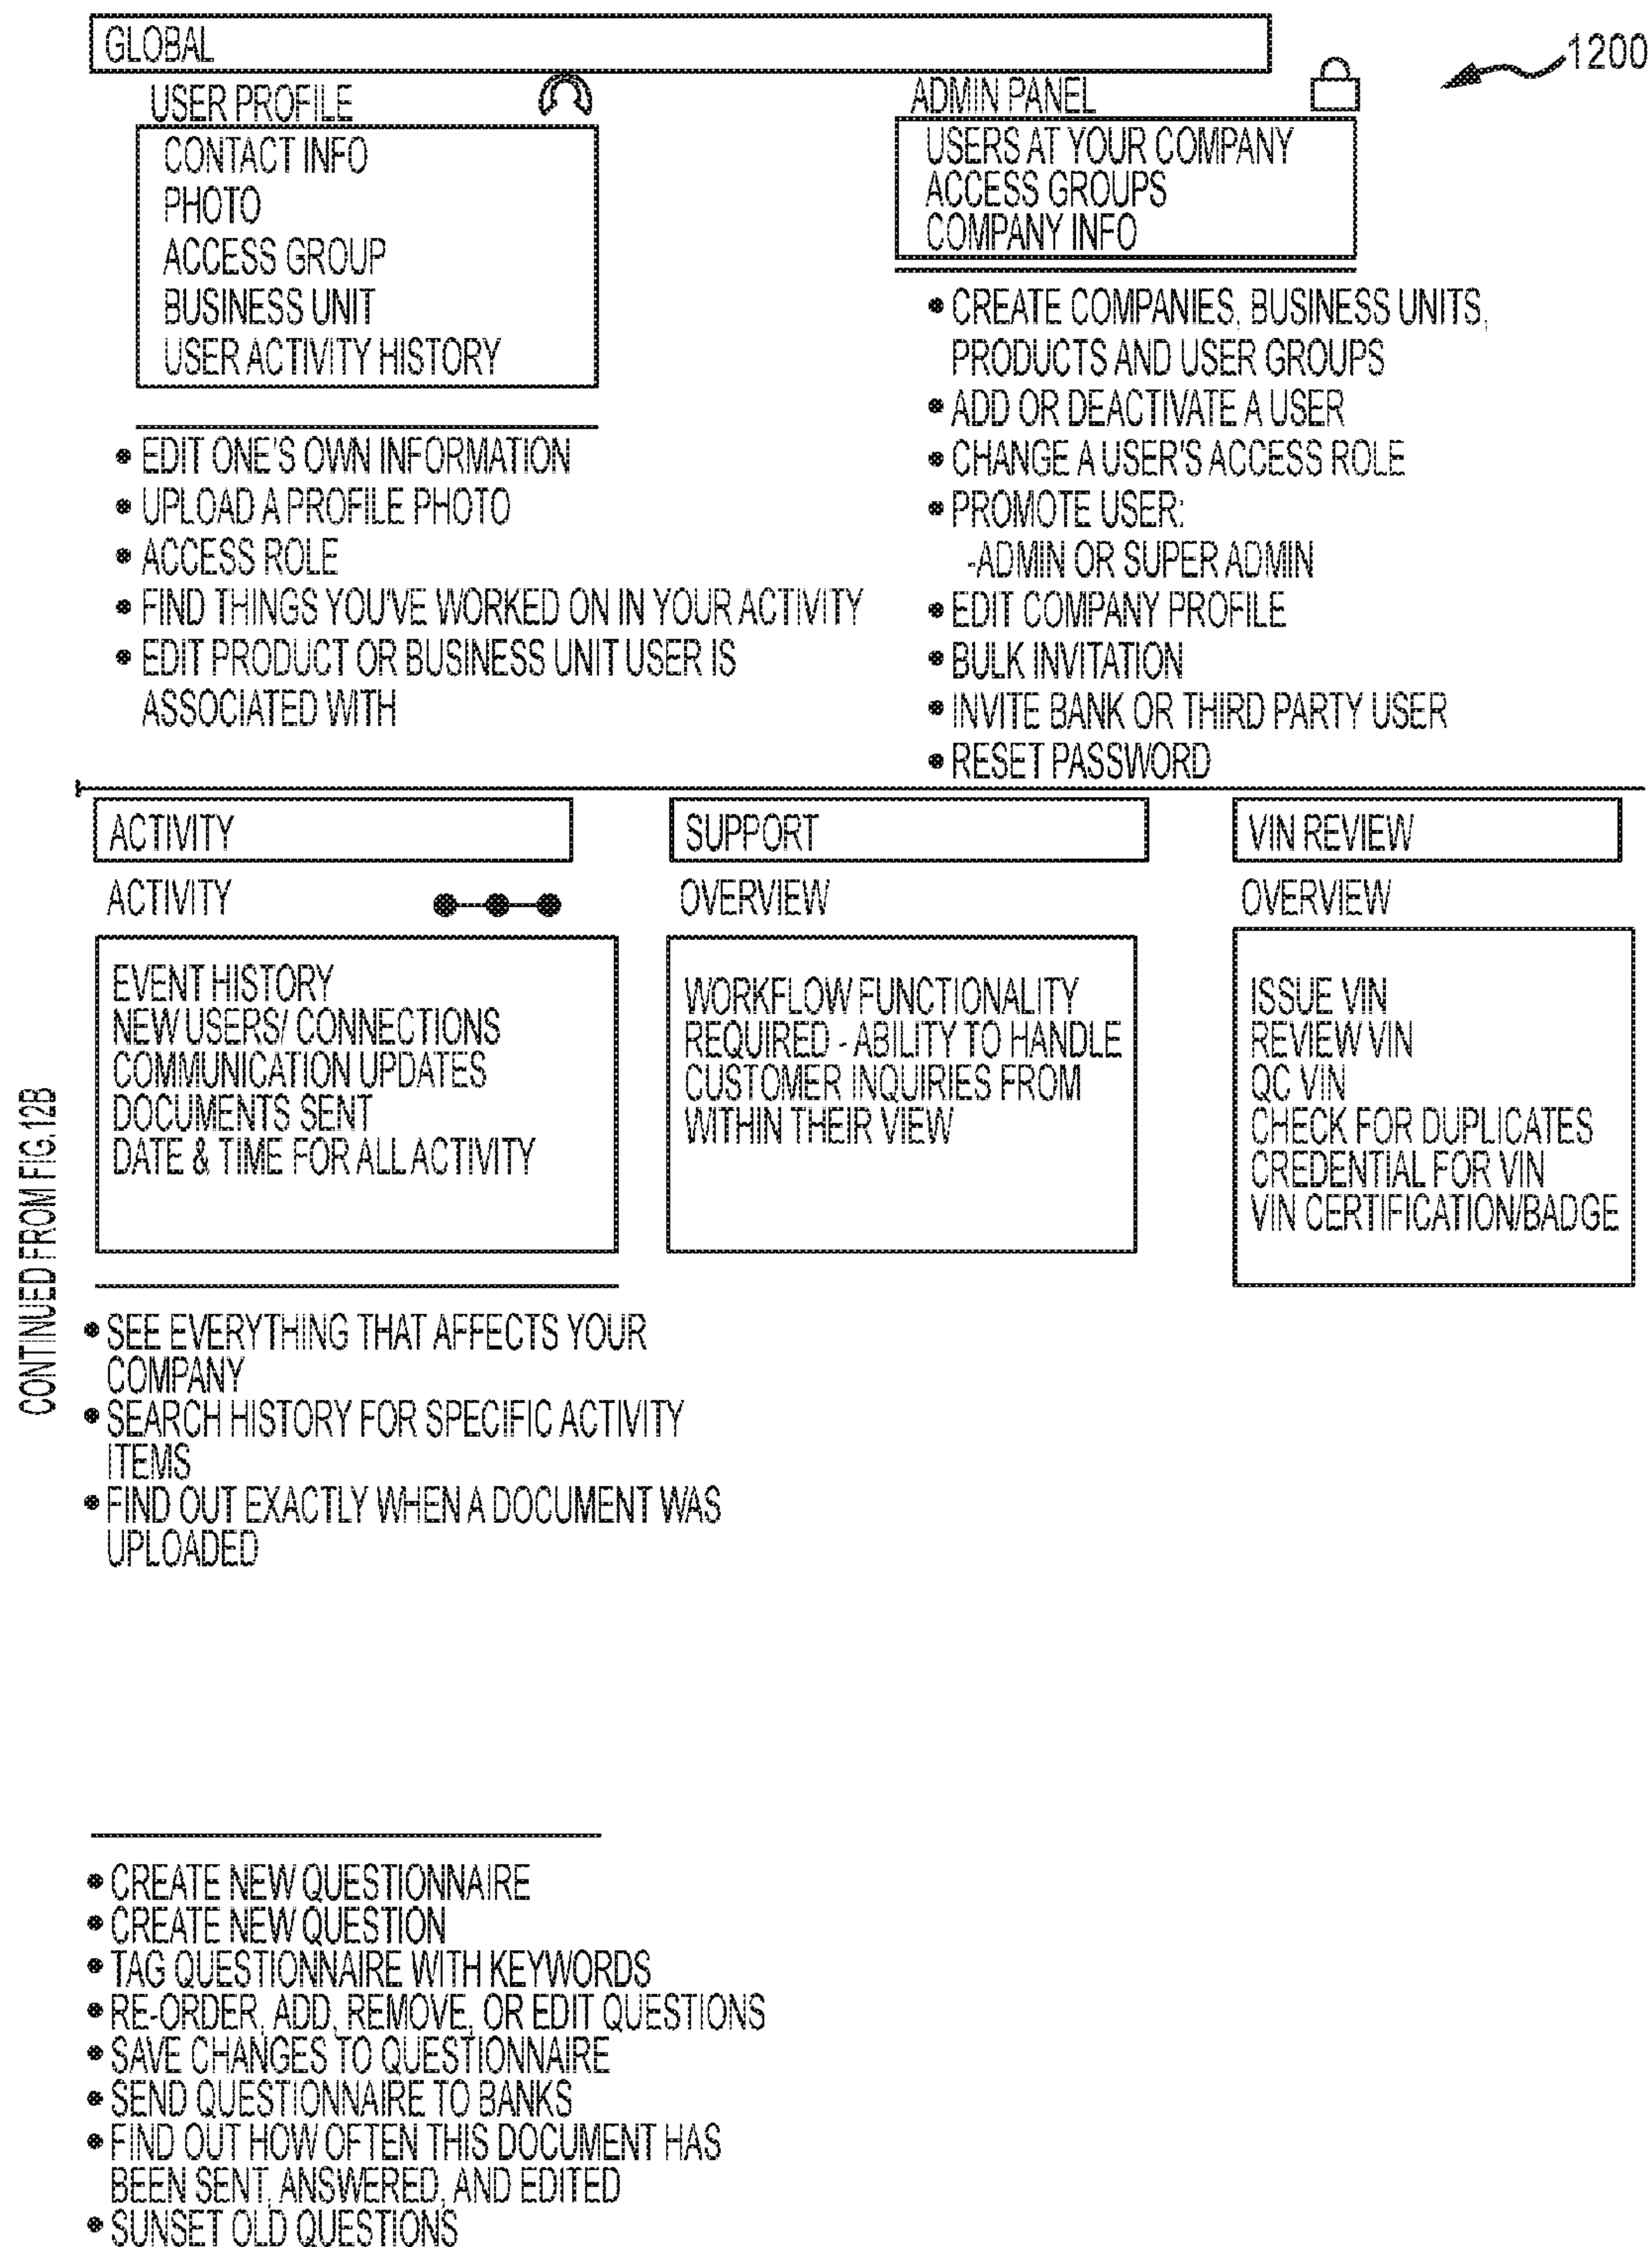 GLOBAL
1200
USER PROFILE
CONTACT INFO
PHOTO
ACCESS GROUP
BUSINESS UNIT
USER ACTIVITY HISTORY
• EDIT ONE'S OWN INFORMATION
• UPLOAD A PROFILE PHOTO
• ACCESS ROLE
• FIND THINGS YOU'VE WORKED ON IN YOUR ACTIVITY
• EDIT PRODUCT OR BUSINESS UNIT USER IS
ASSOCIATED WITH
ADMIN PANEL
USERS AT YOUR COMPANY
ACCESS GROUPS
COMPANY INFO
• CREATE COMPANIES, BUSINESS UNITS,
PRODUCTS AND USER GROUPS
• ADD OR DEACTIVATE A USER
• CHANGE A USER'S ACCESS ROLE
• PROMOTE USER:
-ADMIN OR SUPER ADMIN
• EDIT COMPANY PROFILE
• BULK INVITATION
• INVITE BANK OR THIRD PARTY USER
• RESET PASSWORD
CONTINUED FROM FIG.12B
ACTIVITY
ACTIVITY
EVENT HISTORY
NEW USERS/ CONNECTIONS
COMMUNICATION UPDATES
DOCUMENTS SENT
DATE & TIME FOR ALL ACTIVITY
• SEE EVERYTHING THAT AFFECTS YOUR
COMPANY
• SEARCH HISTORY FOR SPECIFIC ACTIVITY
ITEMS
• FIND OUT EXACTLY WHEN A DOCUMENT WAS
UPLOADED
SUPPORT
OVERVIEW
WORKFLOW FUNCTIONALITY
REQUIRED - ABILITY TO HANDLE
CUSTOMER INQUIRIES FROM
WITHIN THEIR VIEW
VIN REVIEW
OVERVIEW
ISSUE VIN
REVIEW VIN
QC VIN
CHECK FOR DUPLICATES
CREDENTIAL FOR VIN
VIN CERTIFICATION/BADGE
• CREATE NEW QUESTIONNAIRE
• CREATE NEW QUESTION
• TAG QUESTIONNAIRE WITH KEYWORDS
• RE-ORDER, ADD, REMOVE, OR EDIT QUESTIONS
• SAVE CHANGES TO QUESTIONNAIRE
• SEND QUESTIONNAIRE TO BANKS
• FIND OUT HOW OFTEN THIS DOCUMENT HAS
BEEN SENT, ANSWERED, AND EDITED
• SUNSET OLD QUESTIONS